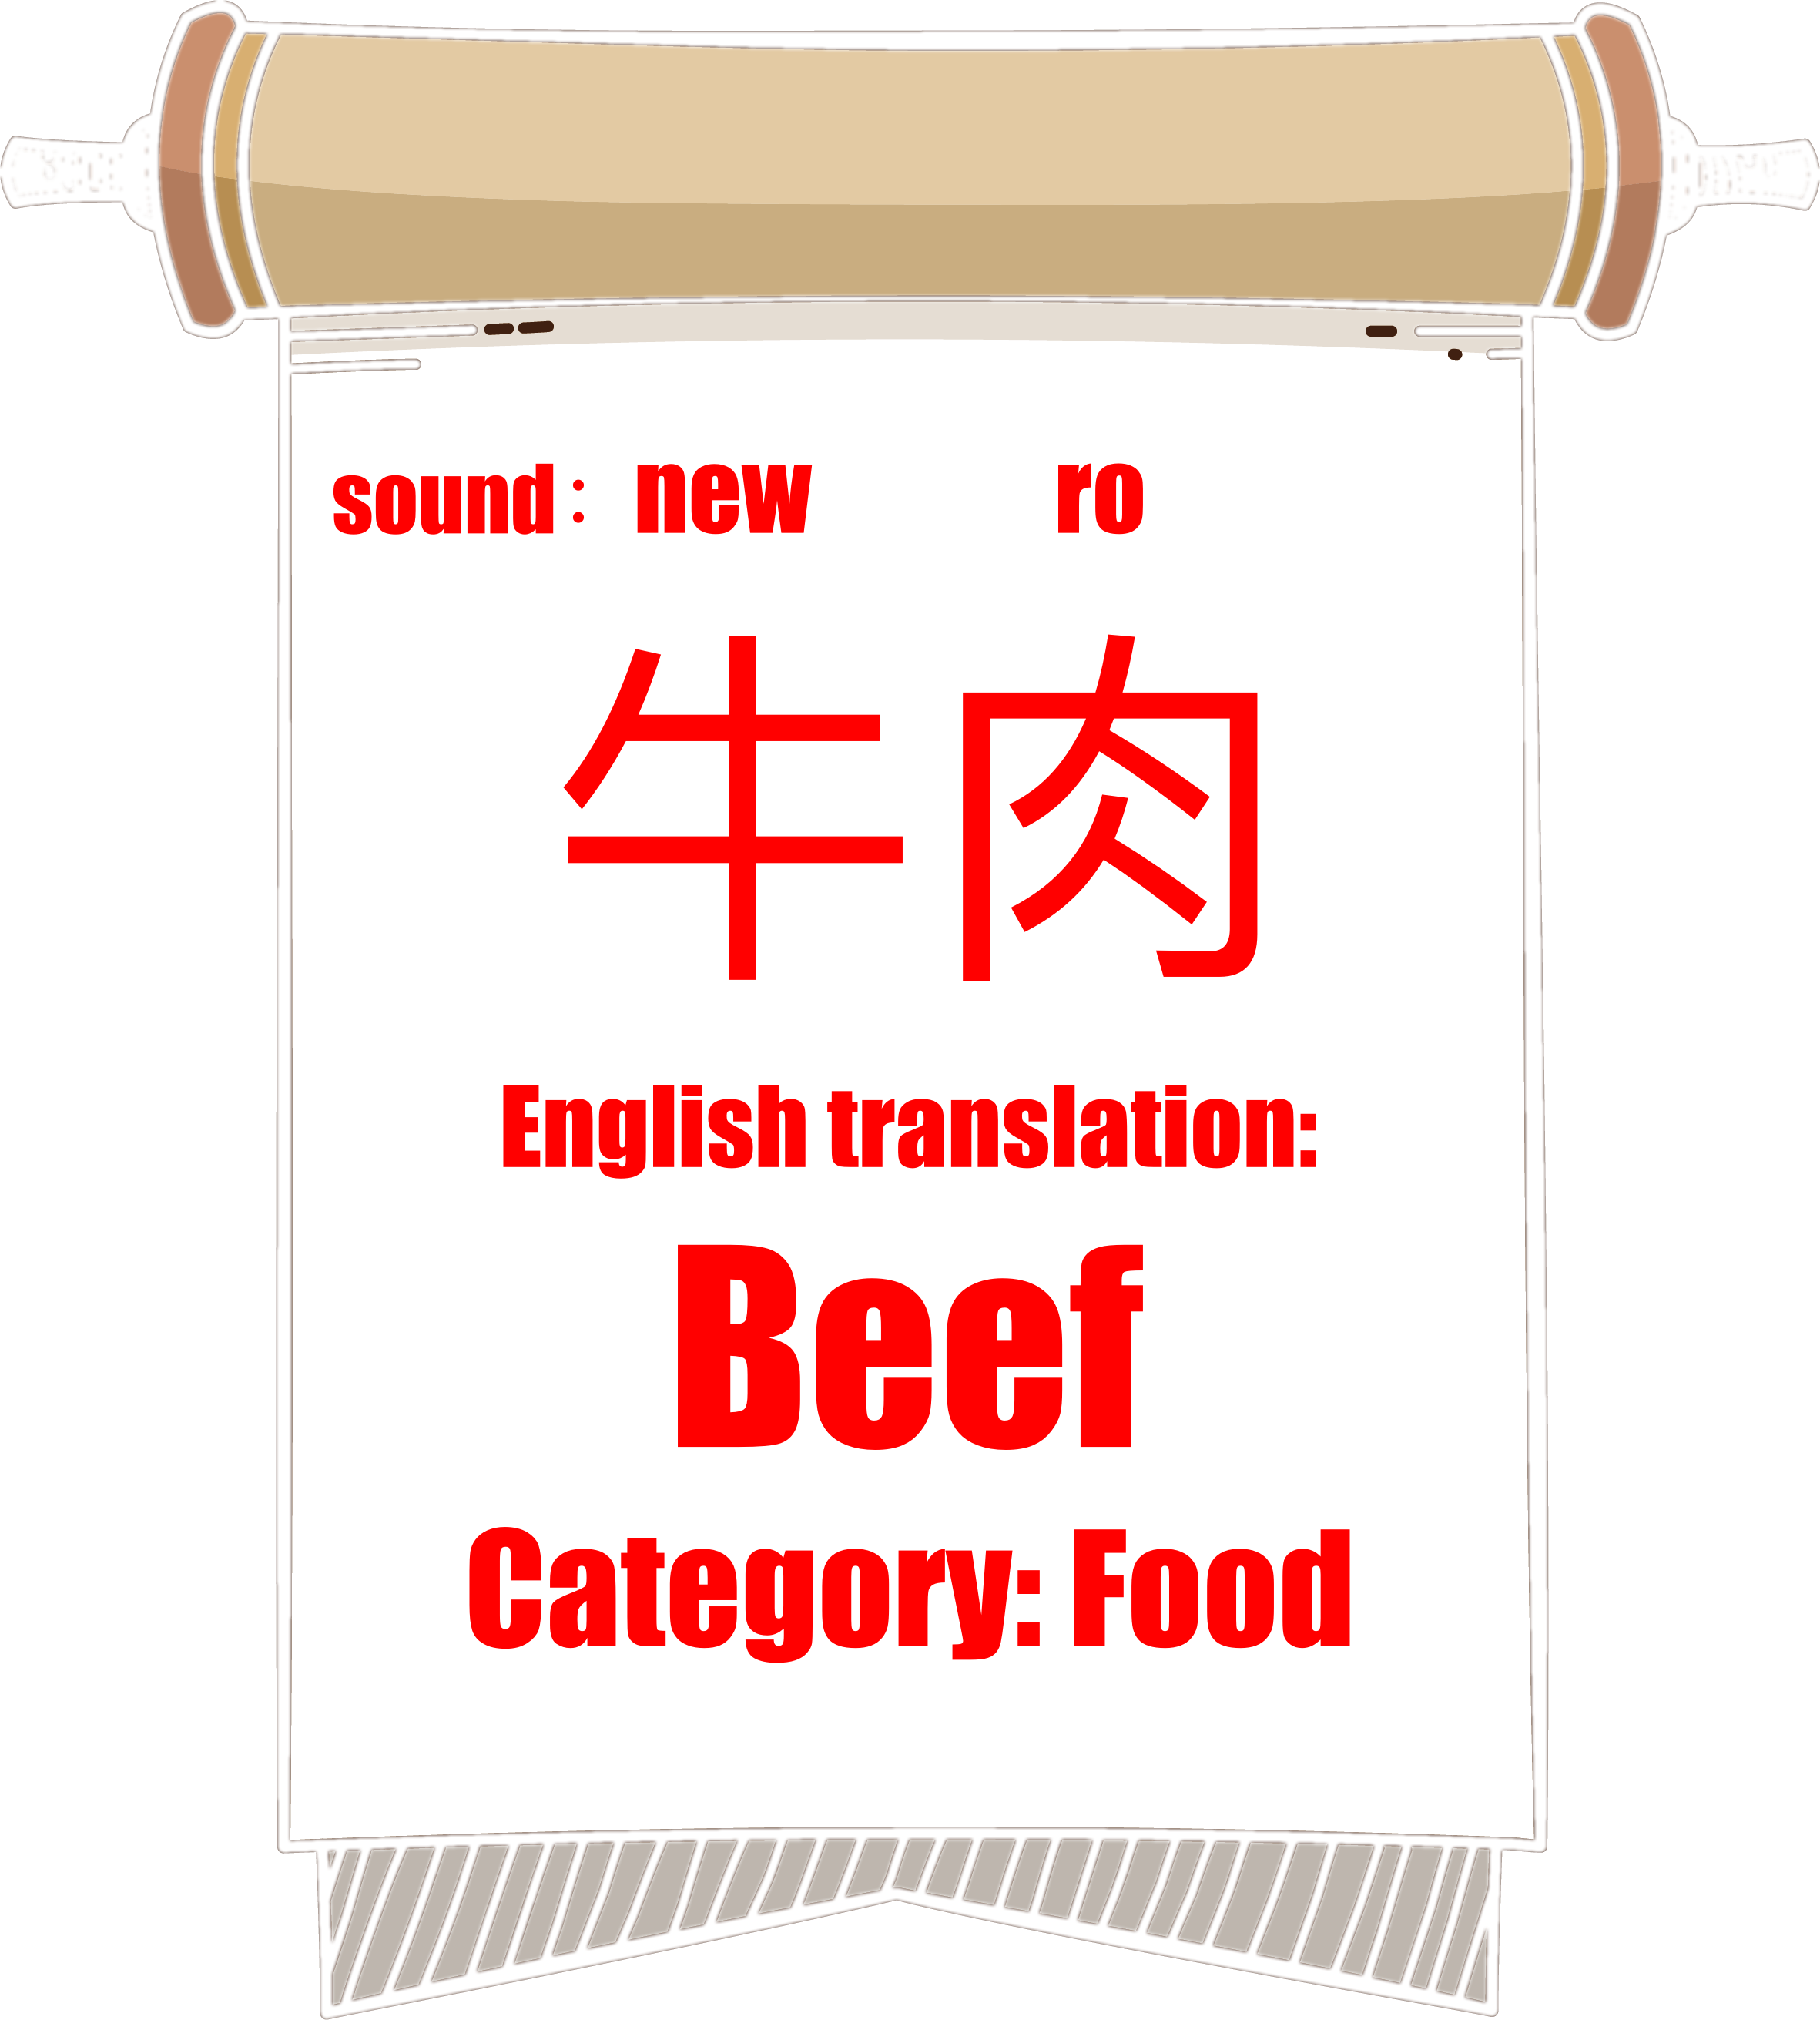 sound： new ro
牛肉
English translation:
Beef
Category: Food